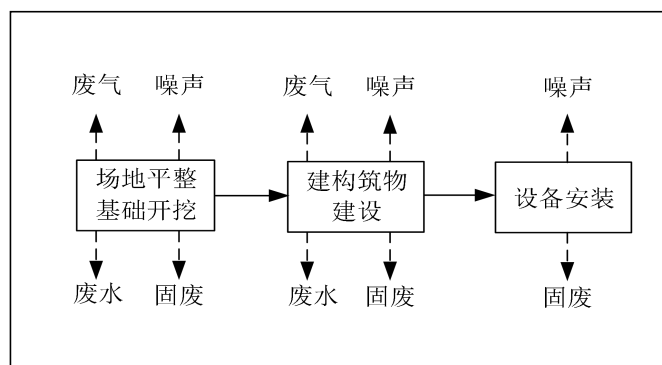 废气 噪声 废气 噪声 噪声
场地平整
基础开挖
建构筑物
建设
设备安装
废水 固废 废水 固废 固废